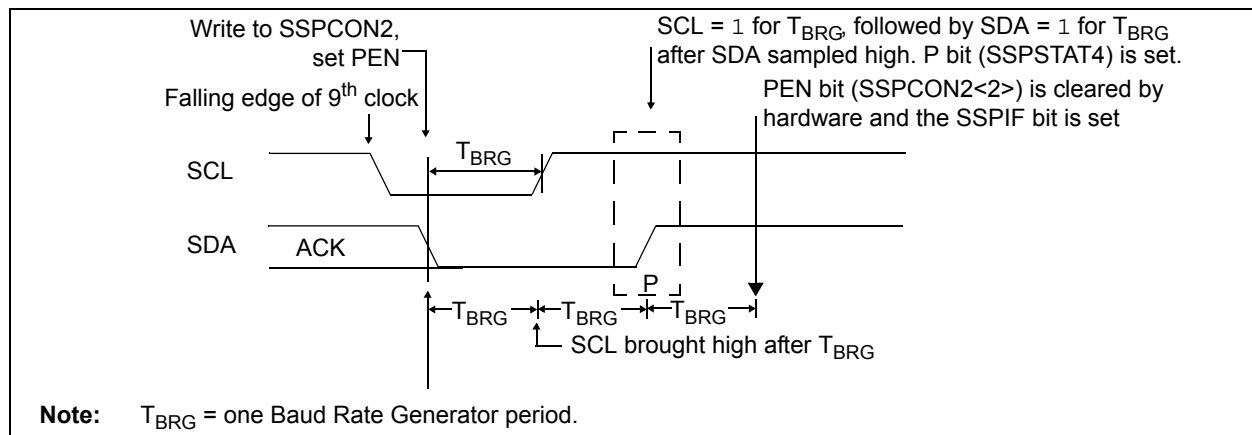 Write to SSPCON2,
set PEN
SCL = 1 for TBRG, followed by SDA = 1 for TBRG
after SDA sampled high. P bit (SSPSTAT4) is set.
PEN bit (SSPCON2<2>) is cleared by
hardware and the SSPIF bit is set
Falling edge of 9th clock
TBRG
SCL
SDA
ACK
P
TBRG
TBRG
TBRG
SCL brought high after TBRG
Note: TBRG = one Baud Rate Generator period.